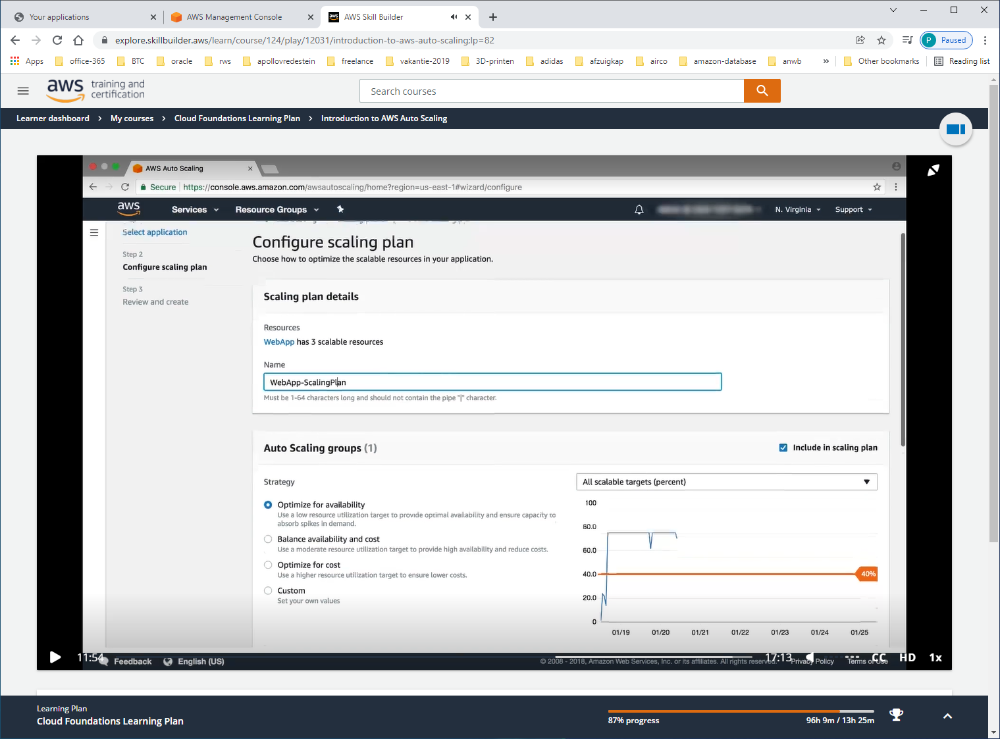 Your applications
AWS Management Console
AWS Skill Builder
explore.skillbuilder.aws/learn/course/124/play/12031/introduction-to-aws-auto-scaling;lp=82
P Paused
Apps office-365 BTC oracle rws apollovredestein freelance vakantie-2019 3D-printen adidas afzuigkap airco amazon-database anwb » Other bookmarks Reading list
aws training and certification
Search courses
Learner dashboard > My courses > Cloud Foundations Learning Plan > Introduction to AWS Auto Scaling
AWS Auto Scaling
Secure https://console.aws.amazon.com/awsautoscaling/home?region=us-east-1#wizard/configure
aws Services Resource Groups N. Virginia Support
Select application
Step 2
Configure scaling plan
Step 3
Review and create
Configure scaling plan
Choose how to optimize the scalable resources in your application.
Scaling plan details
Resources
WebApp has 3 scalable resources
Name
WebApp-ScalingPlan
Must be 1-64 characters long and should not contain the pipe "|" character.
Auto Scaling groups (1)
Include in scaling plan
Strategy
Optimize for availability
Use a low resource utilization target to provide optimal availability and ensure capacity to
absorb spikes in demand.
Balance availability and cost
Use a moderate resource utilization target to provide high availability and reduce costs.
Optimize for cost
Use a higher resource utilization target to ensure lower costs.
Custom
Set your own values
All scalable targets (percent)
100
80.0
60.0
40.0
40%
20.0
0
01/19 01/20 01/21 01/22 01/23 01/24 01/25
11:54
Feedback English (US)
© 2008 - 2018, Amazon Web Services, Inc. or its affiliates. All rights reserved. Privacy Policy Terms of Use
17:13 CC HD 1x
Learning Plan
Cloud Foundations Learning Plan
87% progress
96h 9m / 13h 25m